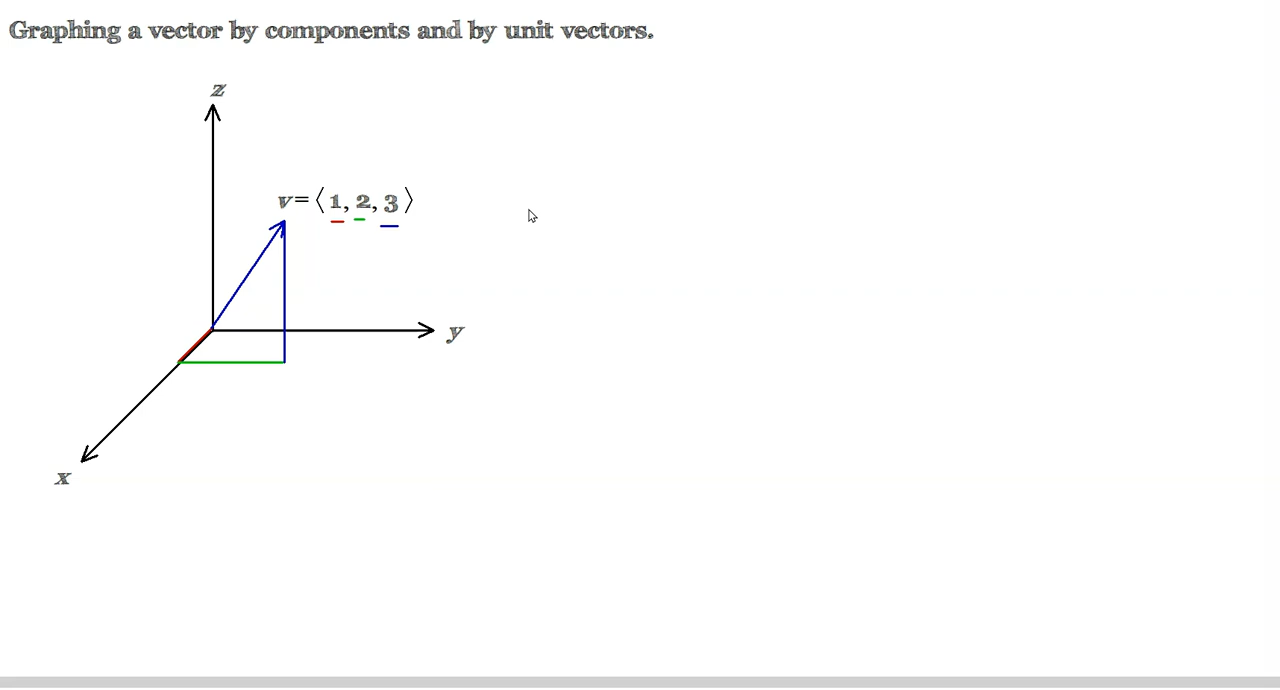 Graphing a vector by components and by unit vectors.
z
v=⟨1, 2, 3⟩
y
x